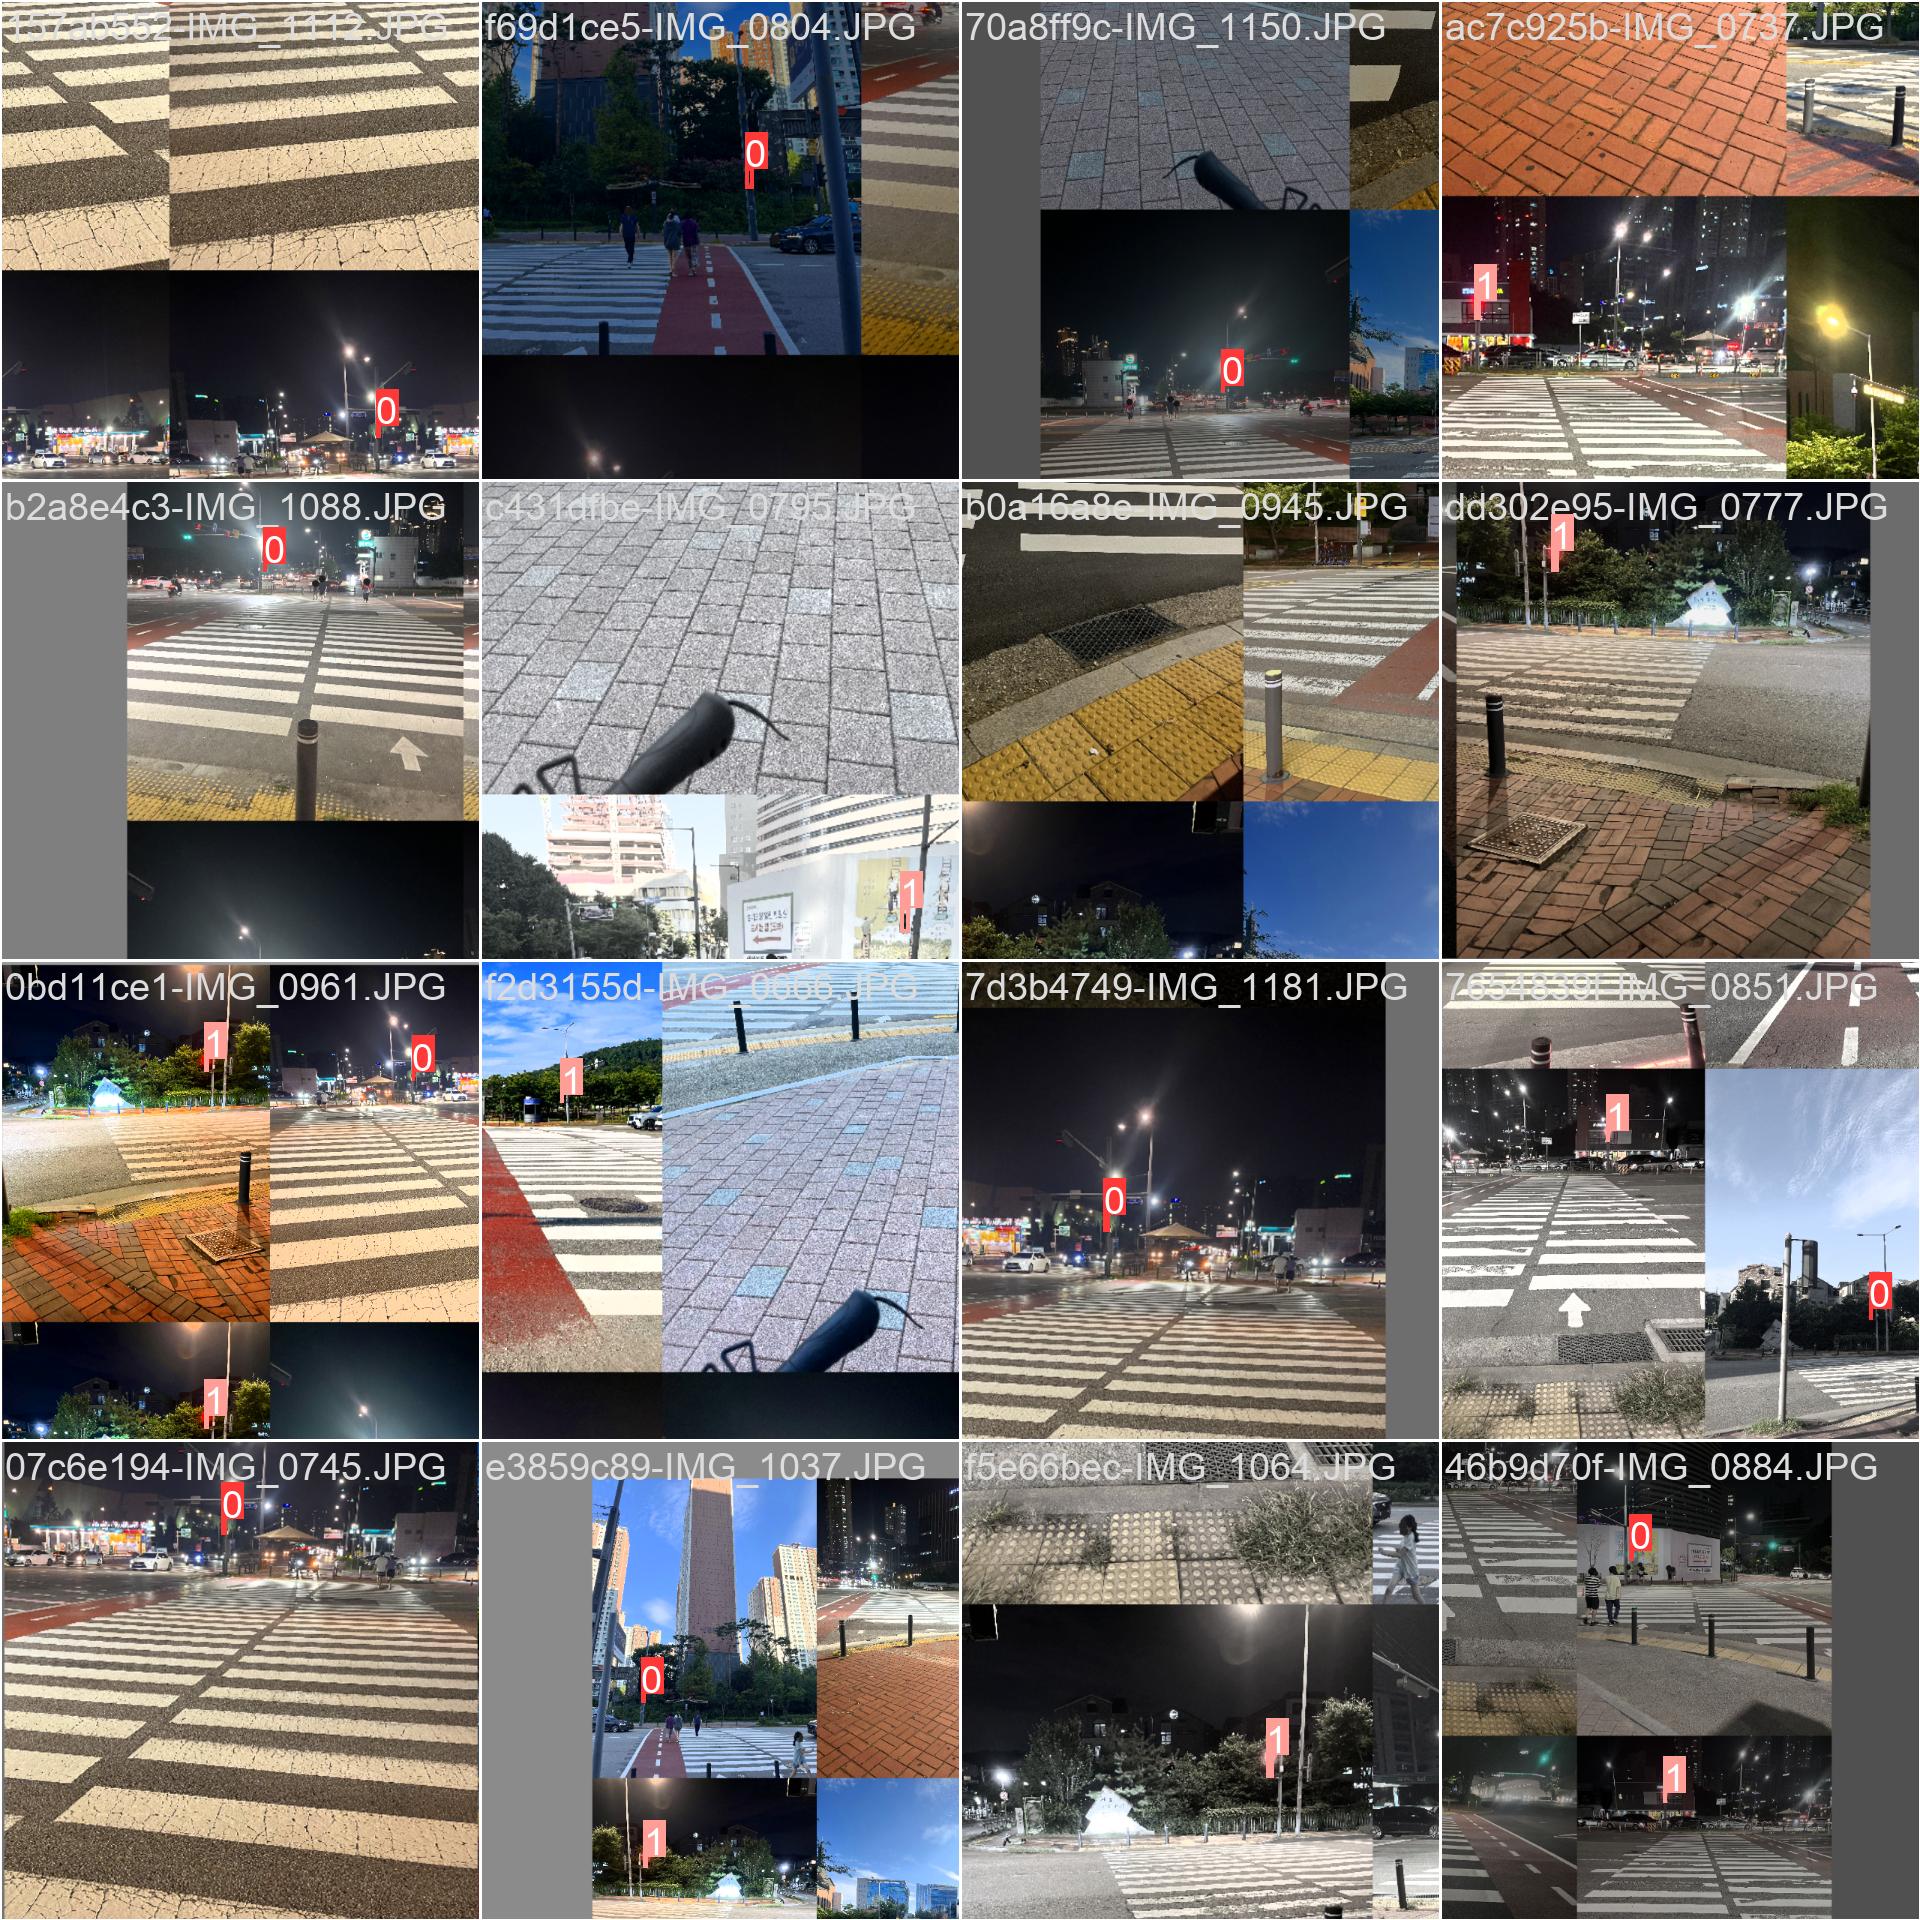 157ab552-IMG_1112.JPG
f69d1ce5-IMG_0804.JPG
70a8ff9c-IMG_1150.JPG
ac7c925b-IMG_0737.JPG
0
0
0
1
b2a8e4c3-IMG_1088.JPG
c431dfbe-IMG_0795.JPG
b0a16a8e-IMG_0945.JPG
dd302e95-IMG_0777.JPG
0
1
1
0bd11ce1-IMG_0961.JPG
f2d3155d-IMG_0666.JPG
7d3b4749-IMG_1181.JPG
7654839f-IMG_0851.JPG
1
0
1
1
0
1
0
07c6e194-IMG_0745.JPG
e3859c89-IMG_1037.JPG
f5e66bec-IMG_1064.JPG
46b9d70f-IMG_0884.JPG
0
0
1
1
0
1